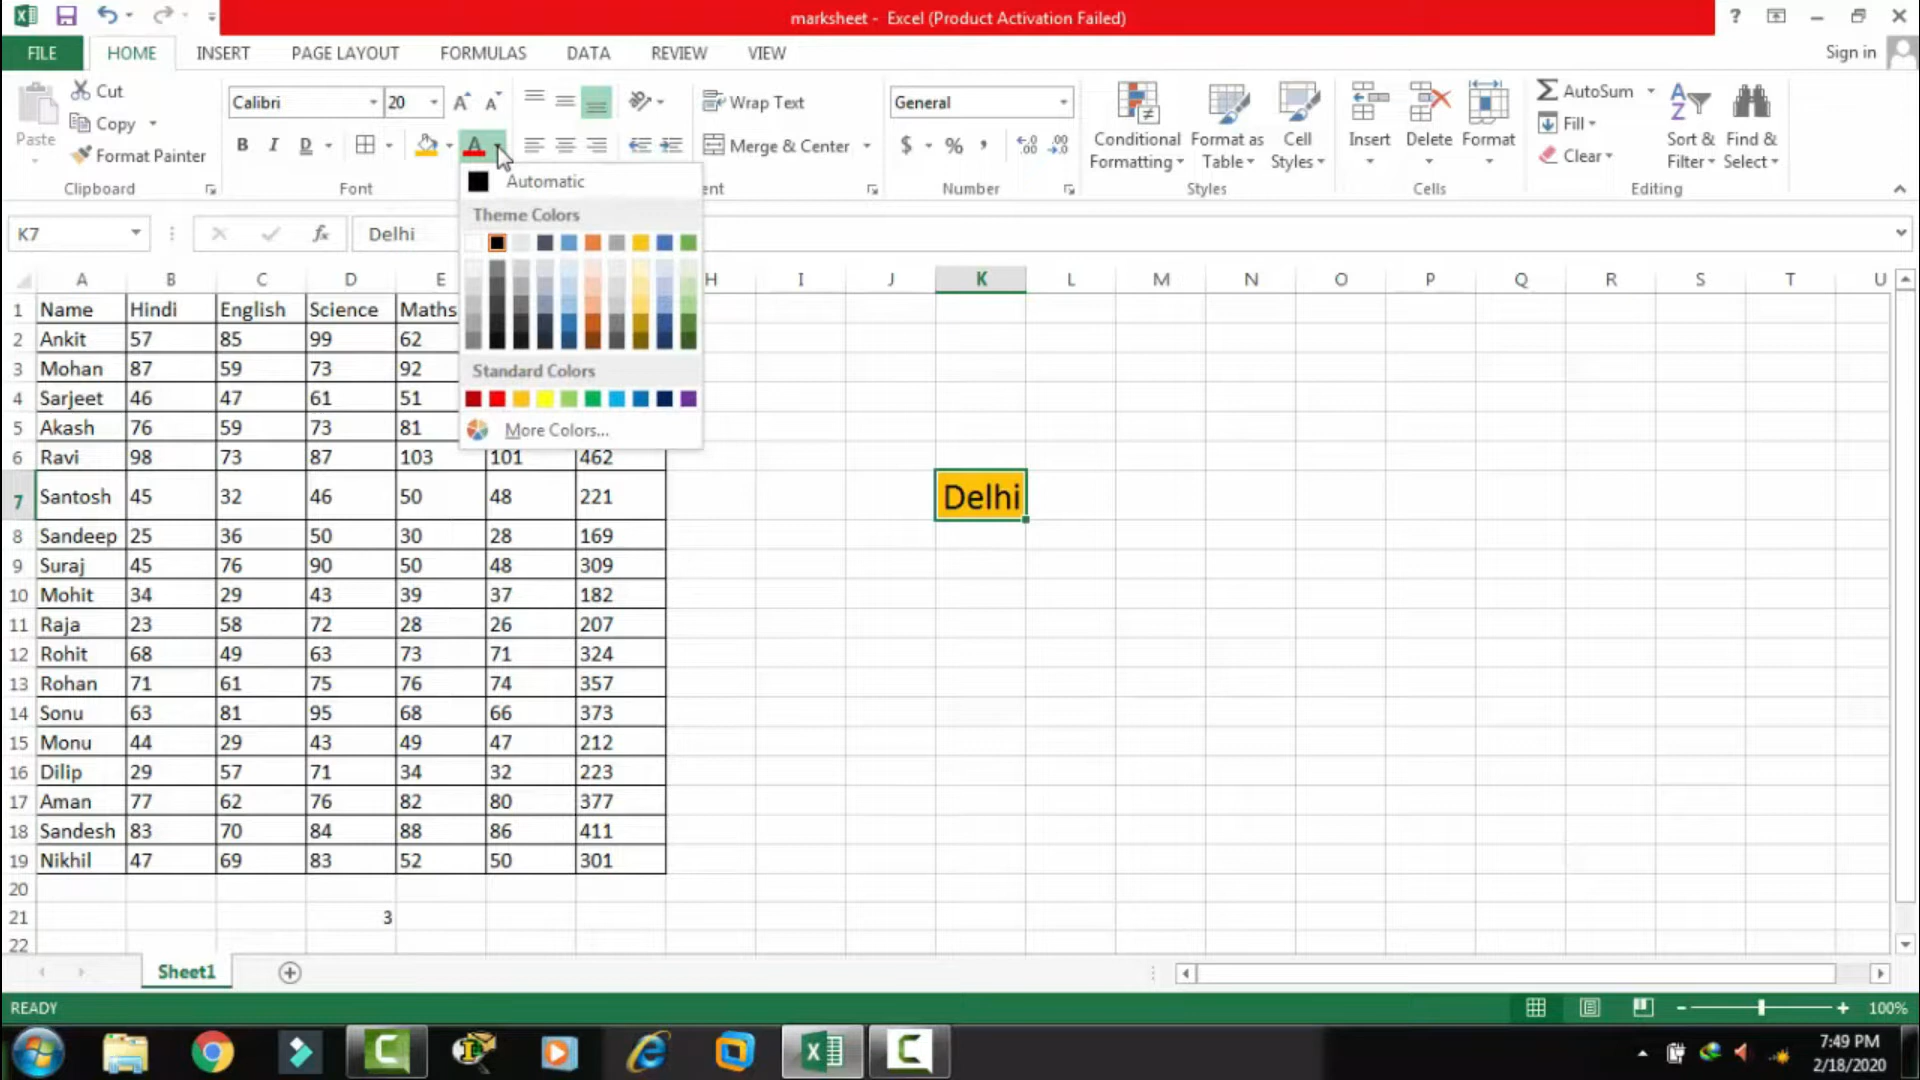 marksheet - Excel (Product Activation Failed)
FILE HOME INSERT PAGE LAYOUT FORMULAS DATA REVIEW VIEW Sign in
Cut Calibri 20 Wrap Text General AutoSum
Paste Copy Conditional Format as Cell Insert Delete Format Fill Sort & Find &
Format Painter B I D Merge & Center $ % , Formatting Table Styles Clear Filter Select
Clipboard Font ent Number Styles Cells Editing
Automatic
Theme Colors
Standard Colors
More Colors...
K7 fx Delhi
A B C D E H I J K L M N O P Q R S T U
1 Name Hindi English Science Maths
2 Ankit 57 85 99 62
3 Mohan 87 59 73 92
4 Sarjeet 46 47 61 51
5 Akash 76 59 73 81
6 Ravi 98 73 87 103 101 462
7 Santosh 45 32 46 50 48 221 Delhi
8 Sandeep 25 36 50 30 28 169
9 Suraj 45 76 90 50 48 309
10 Mohit 34 29 43 39 37 182
11 Raja 23 58 72 28 26 207
12 Rohit 68 49 63 73 71 324
13 Rohan 71 61 75 76 74 357
14 Sonu 63 81 95 68 66 373
15 Monu 44 29 43 49 47 212
16 Dilip 29 57 71 34 32 223
17 Aman 77 62 76 82 80 377
18 Sandesh 83 70 84 88 86 411
19 Nikhil 47 69 83 52 50 301
20
21 3
22
Sheet1
READY 100%
7:49 PM
2/18/2020